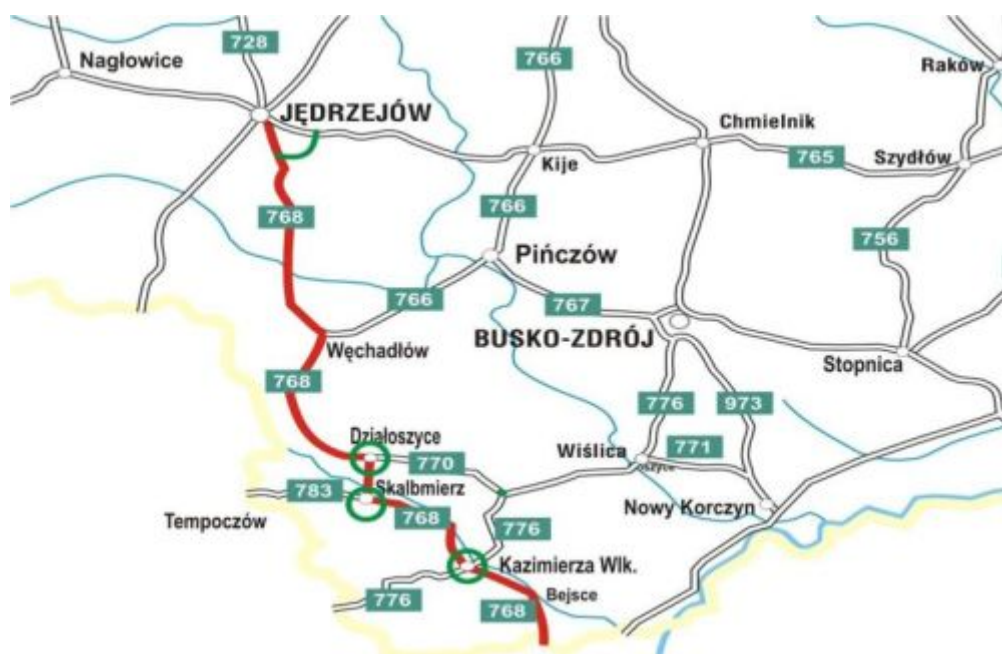 728
766
Nagłowice
Raków
JĘDRZEJÓW
Chmielnik
Kije
765
Szydłów
768
766
756
Pińczów
766
767
BUSKO-ZDRÓJ
Węchadłów
Stopnica
768
776
973
Działoszyce
770
Wiślica
771
783
Skalbmierz
768
Nowy Korczyn
Tempoczów
776
Kazimierza Wlk.
776
768
Bejsce